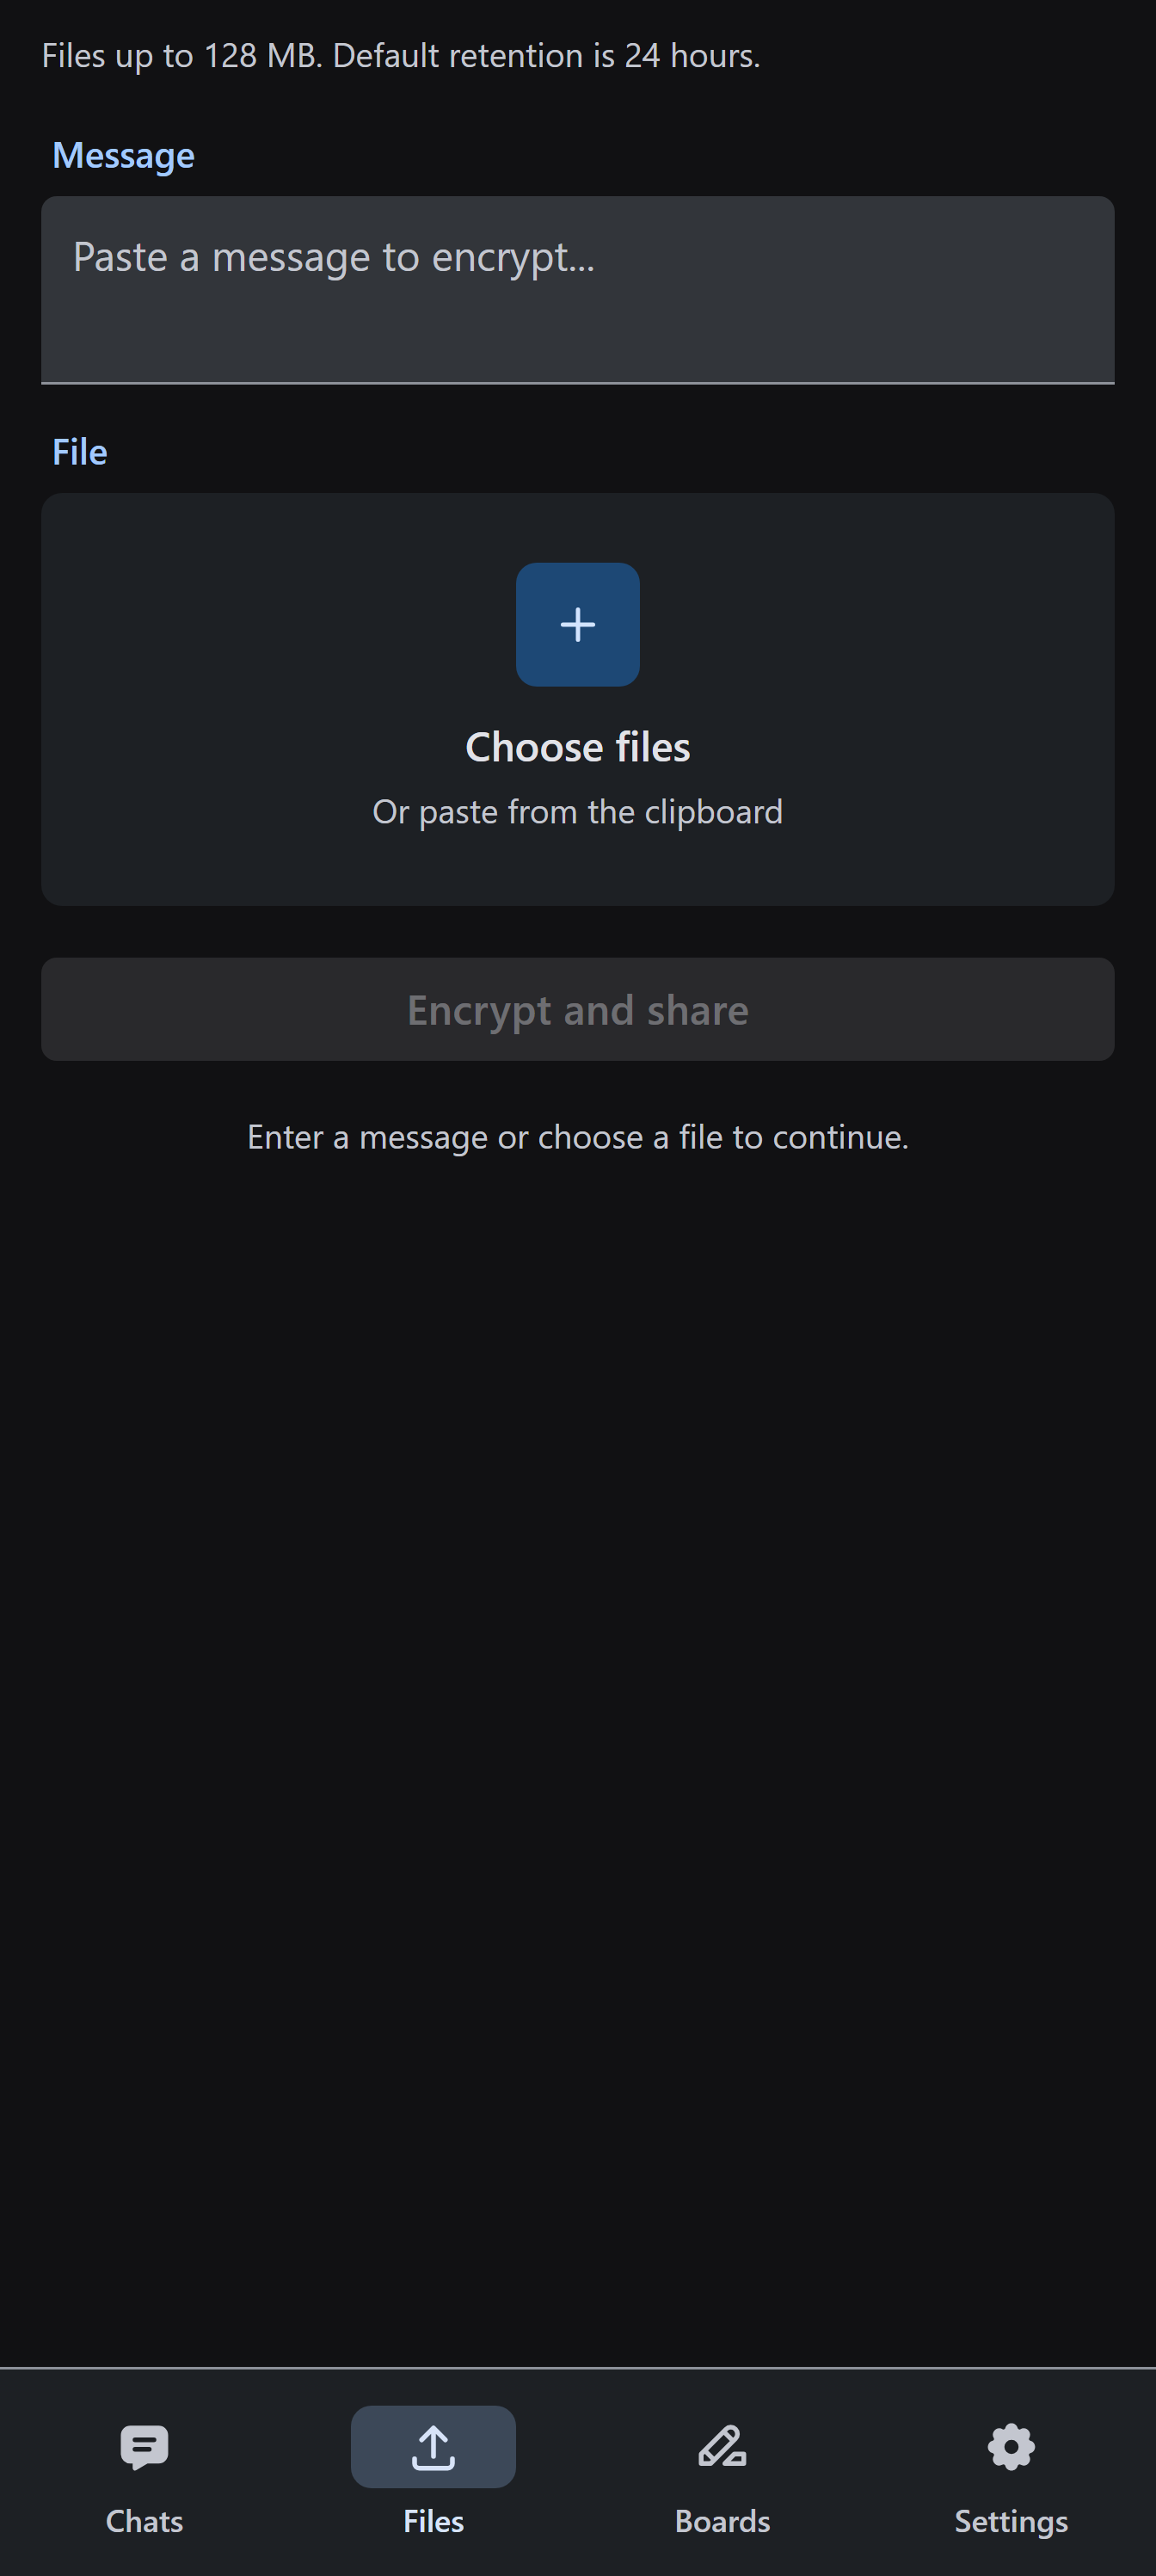 Files up to 128 MB. Default retention is 24 hours.
Message
Paste a message to encrypt...
File
Choose files
Or paste from the clipboard
Encrypt and share
Enter a message or choose a file to continue.
Chats
Files
Boards
Settings